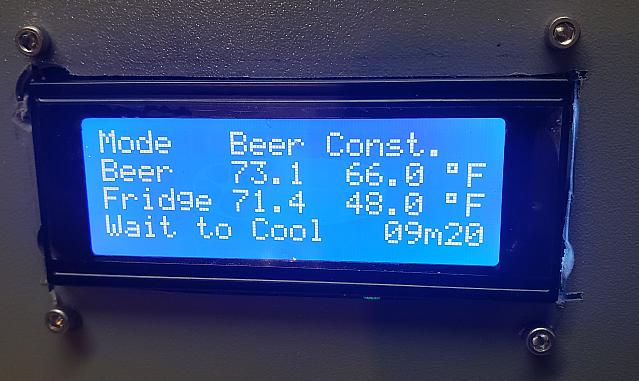 Mode Beer Const.
Beer 73.1 66.0 °F
Fridge 71.4 48.0 °F
Wait to Cool 09m20